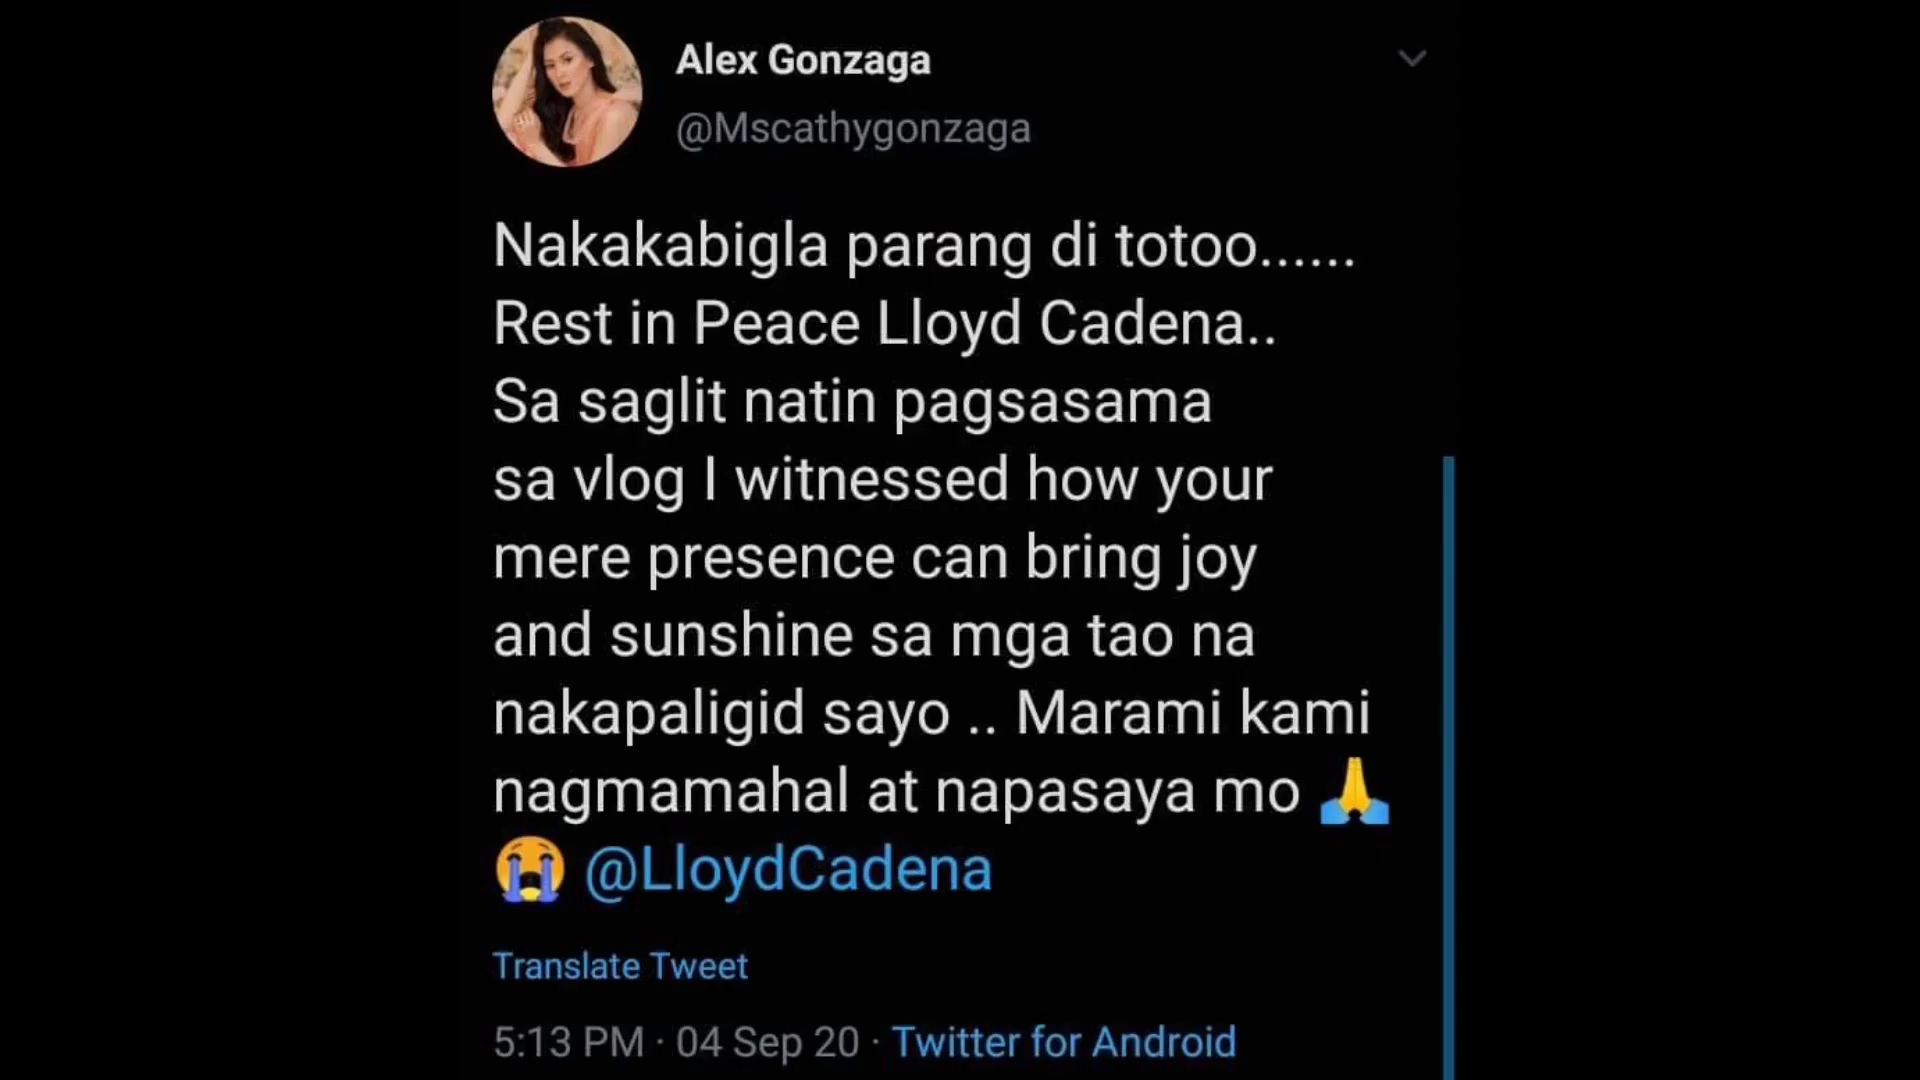 Alex Gonzaga
@Mscathygonzaga
Nakakabigla parang di totoo......
Rest in Peace Lloyd Cadena..
Sa saglit natin pagsasama
sa vlog I witnessed how your
mere presence can bring joy
and sunshine sa mga tao na
nakapaligid sayo .. Marami kami
nagmamahal at napasaya mo 🙏
😭 @LloydCadena
Translate Tweet
5:13 PM · 04 Sep 20 · Twitter for Android